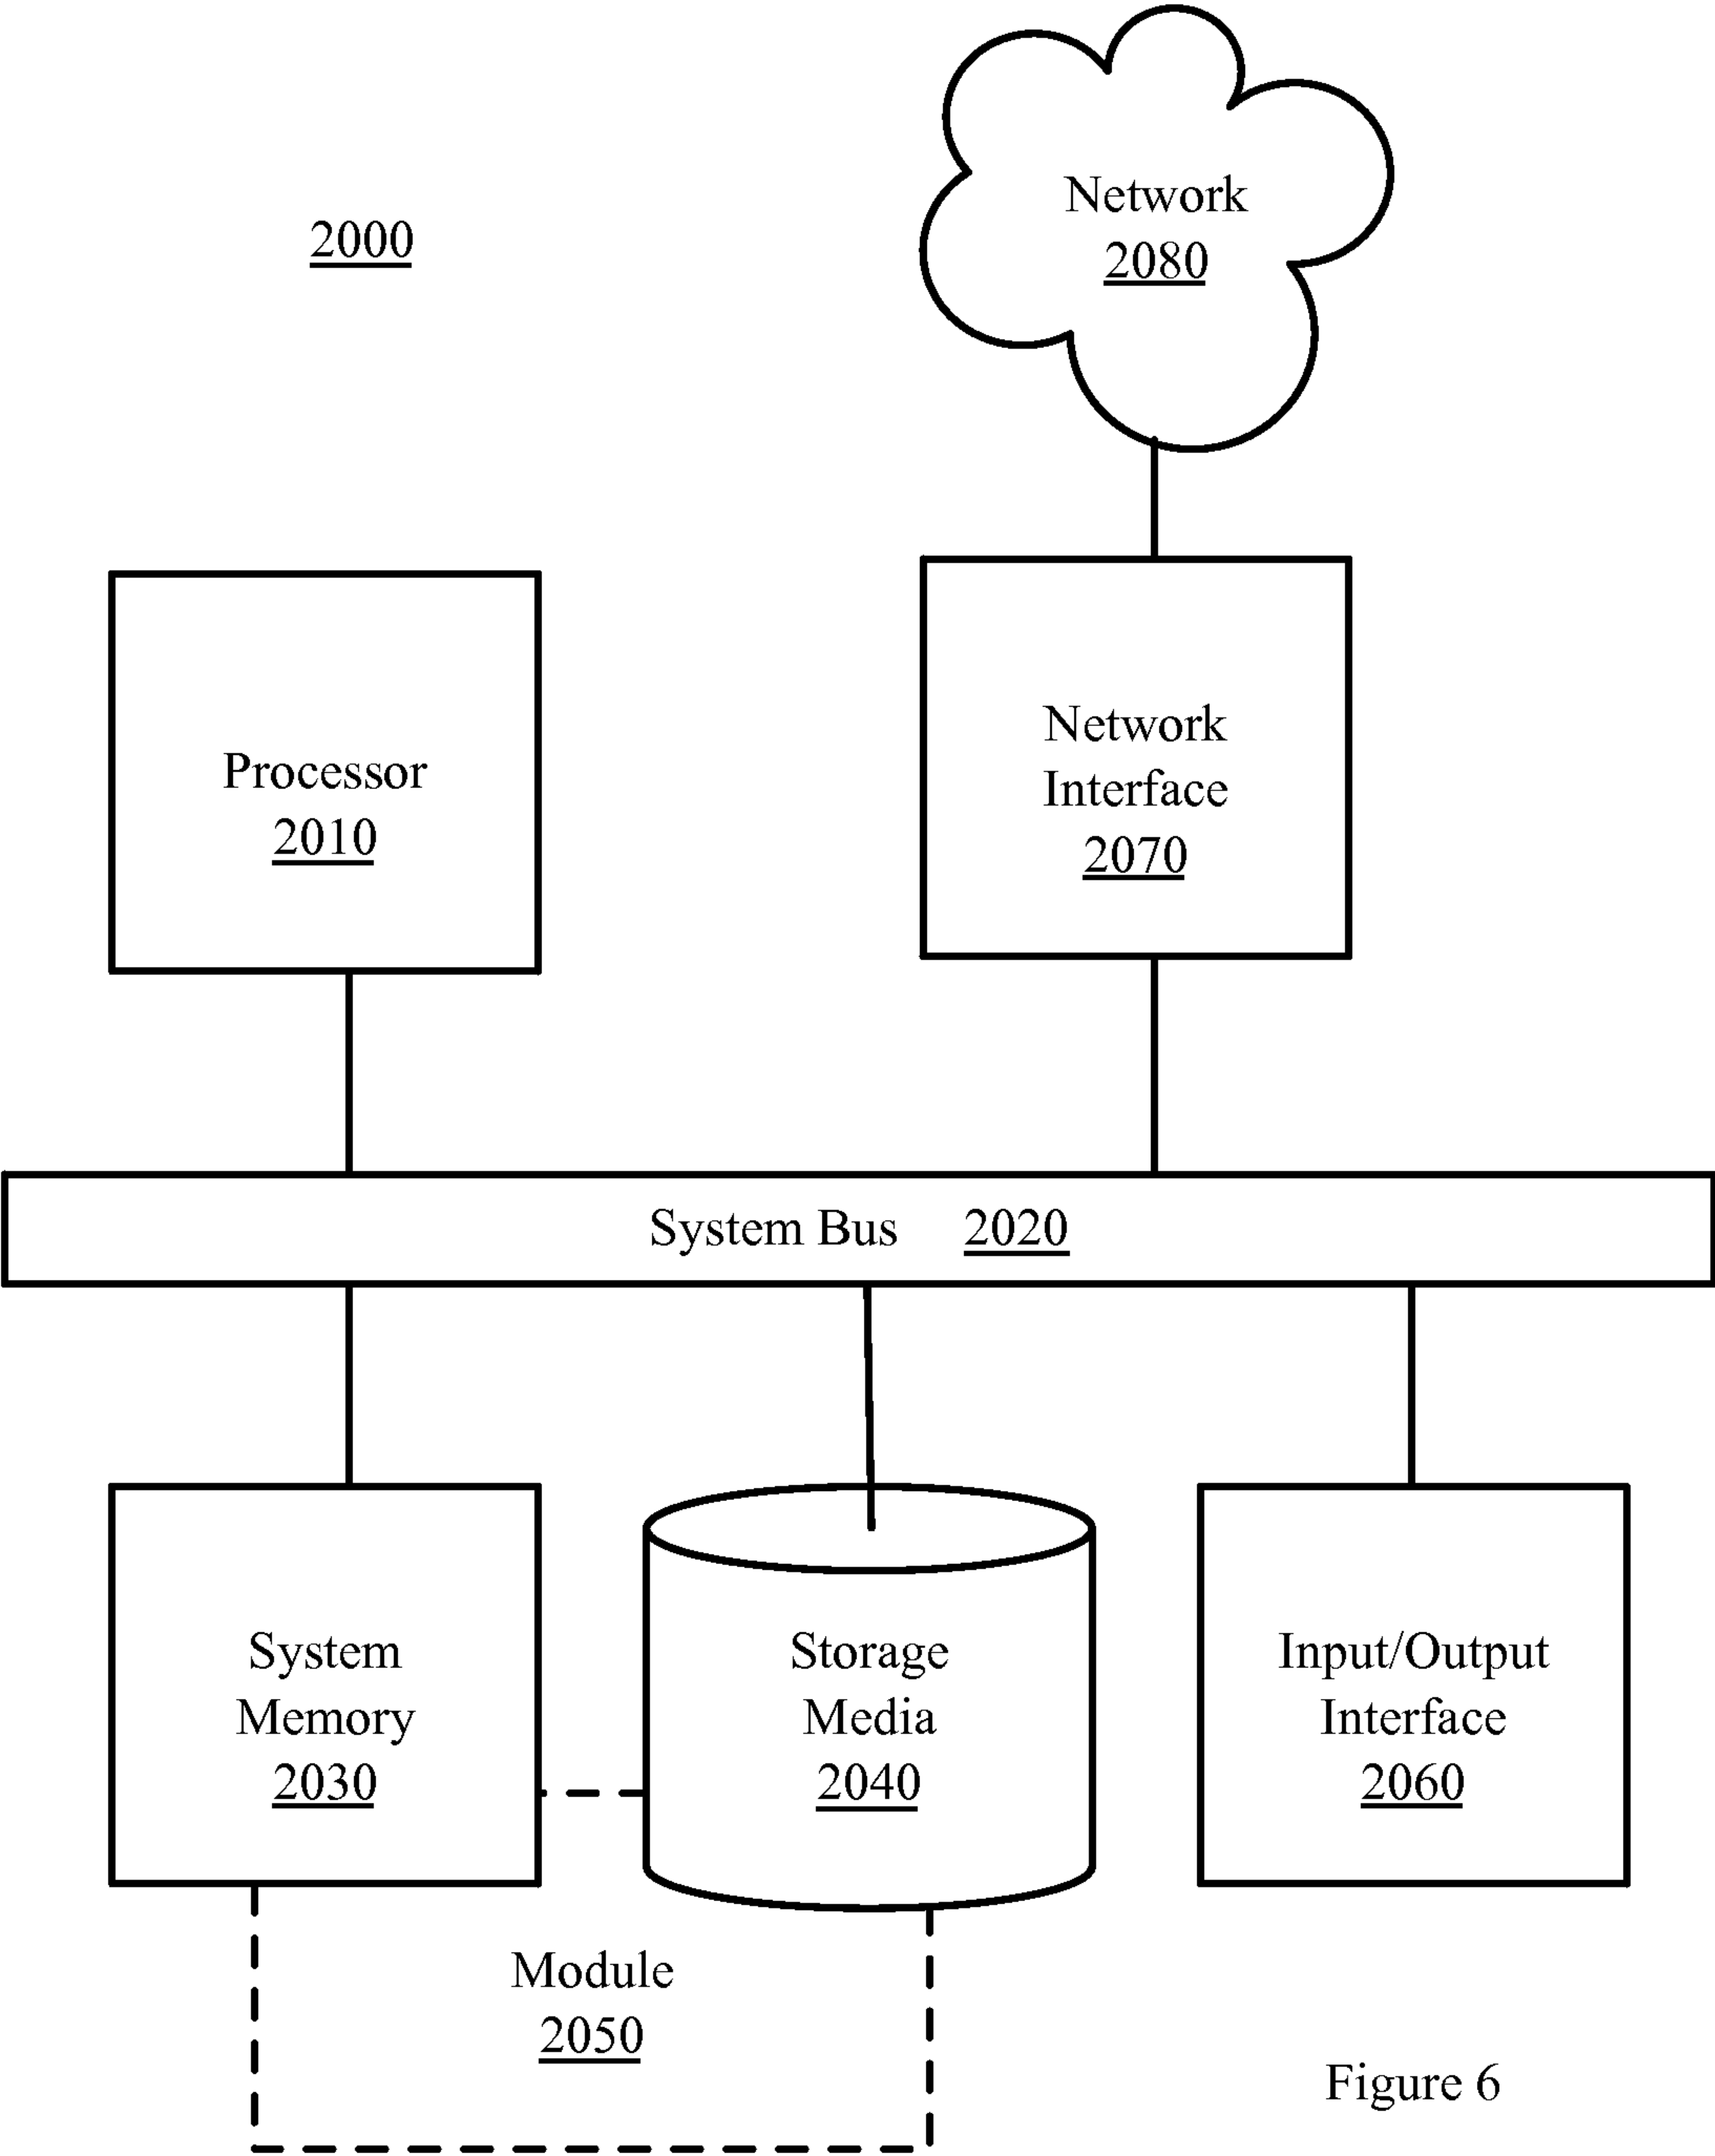 Network
2080
2000
Network
Interface
2070
Processor
2010
System Bus 2020
System
Memory
2030
Storage
Media
2040
Input/Output
Interface
2060
Module
2050
Figure 6